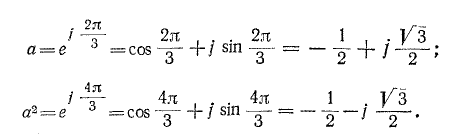 a=e^{j 2π/3}=cos 2π/3 + j sin 2π/3 = − 1/2 + j √3/2;
a²=e^{j 4π/3}=cos 4π/3 + j sin 4π/3 = − 1/2 − j √3/2.